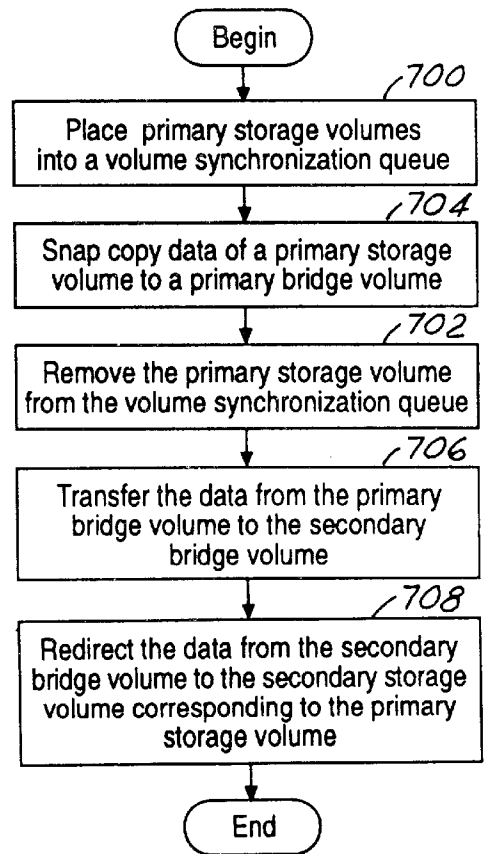 Begin
700
Place primary storage volumes
into a volume synchronization queue
704
Snap copy data of a primary storage
volume to a primary bridge volume
702
Remove the primary storage volume
from the volume synchronization queue
706
Transfer the data from the primary
bridge volume to the secondary
bridge volume
708
Redirect the data from the secondary
bridge volume to the secondary storage
volume corresponding to the primary
storage volume
End